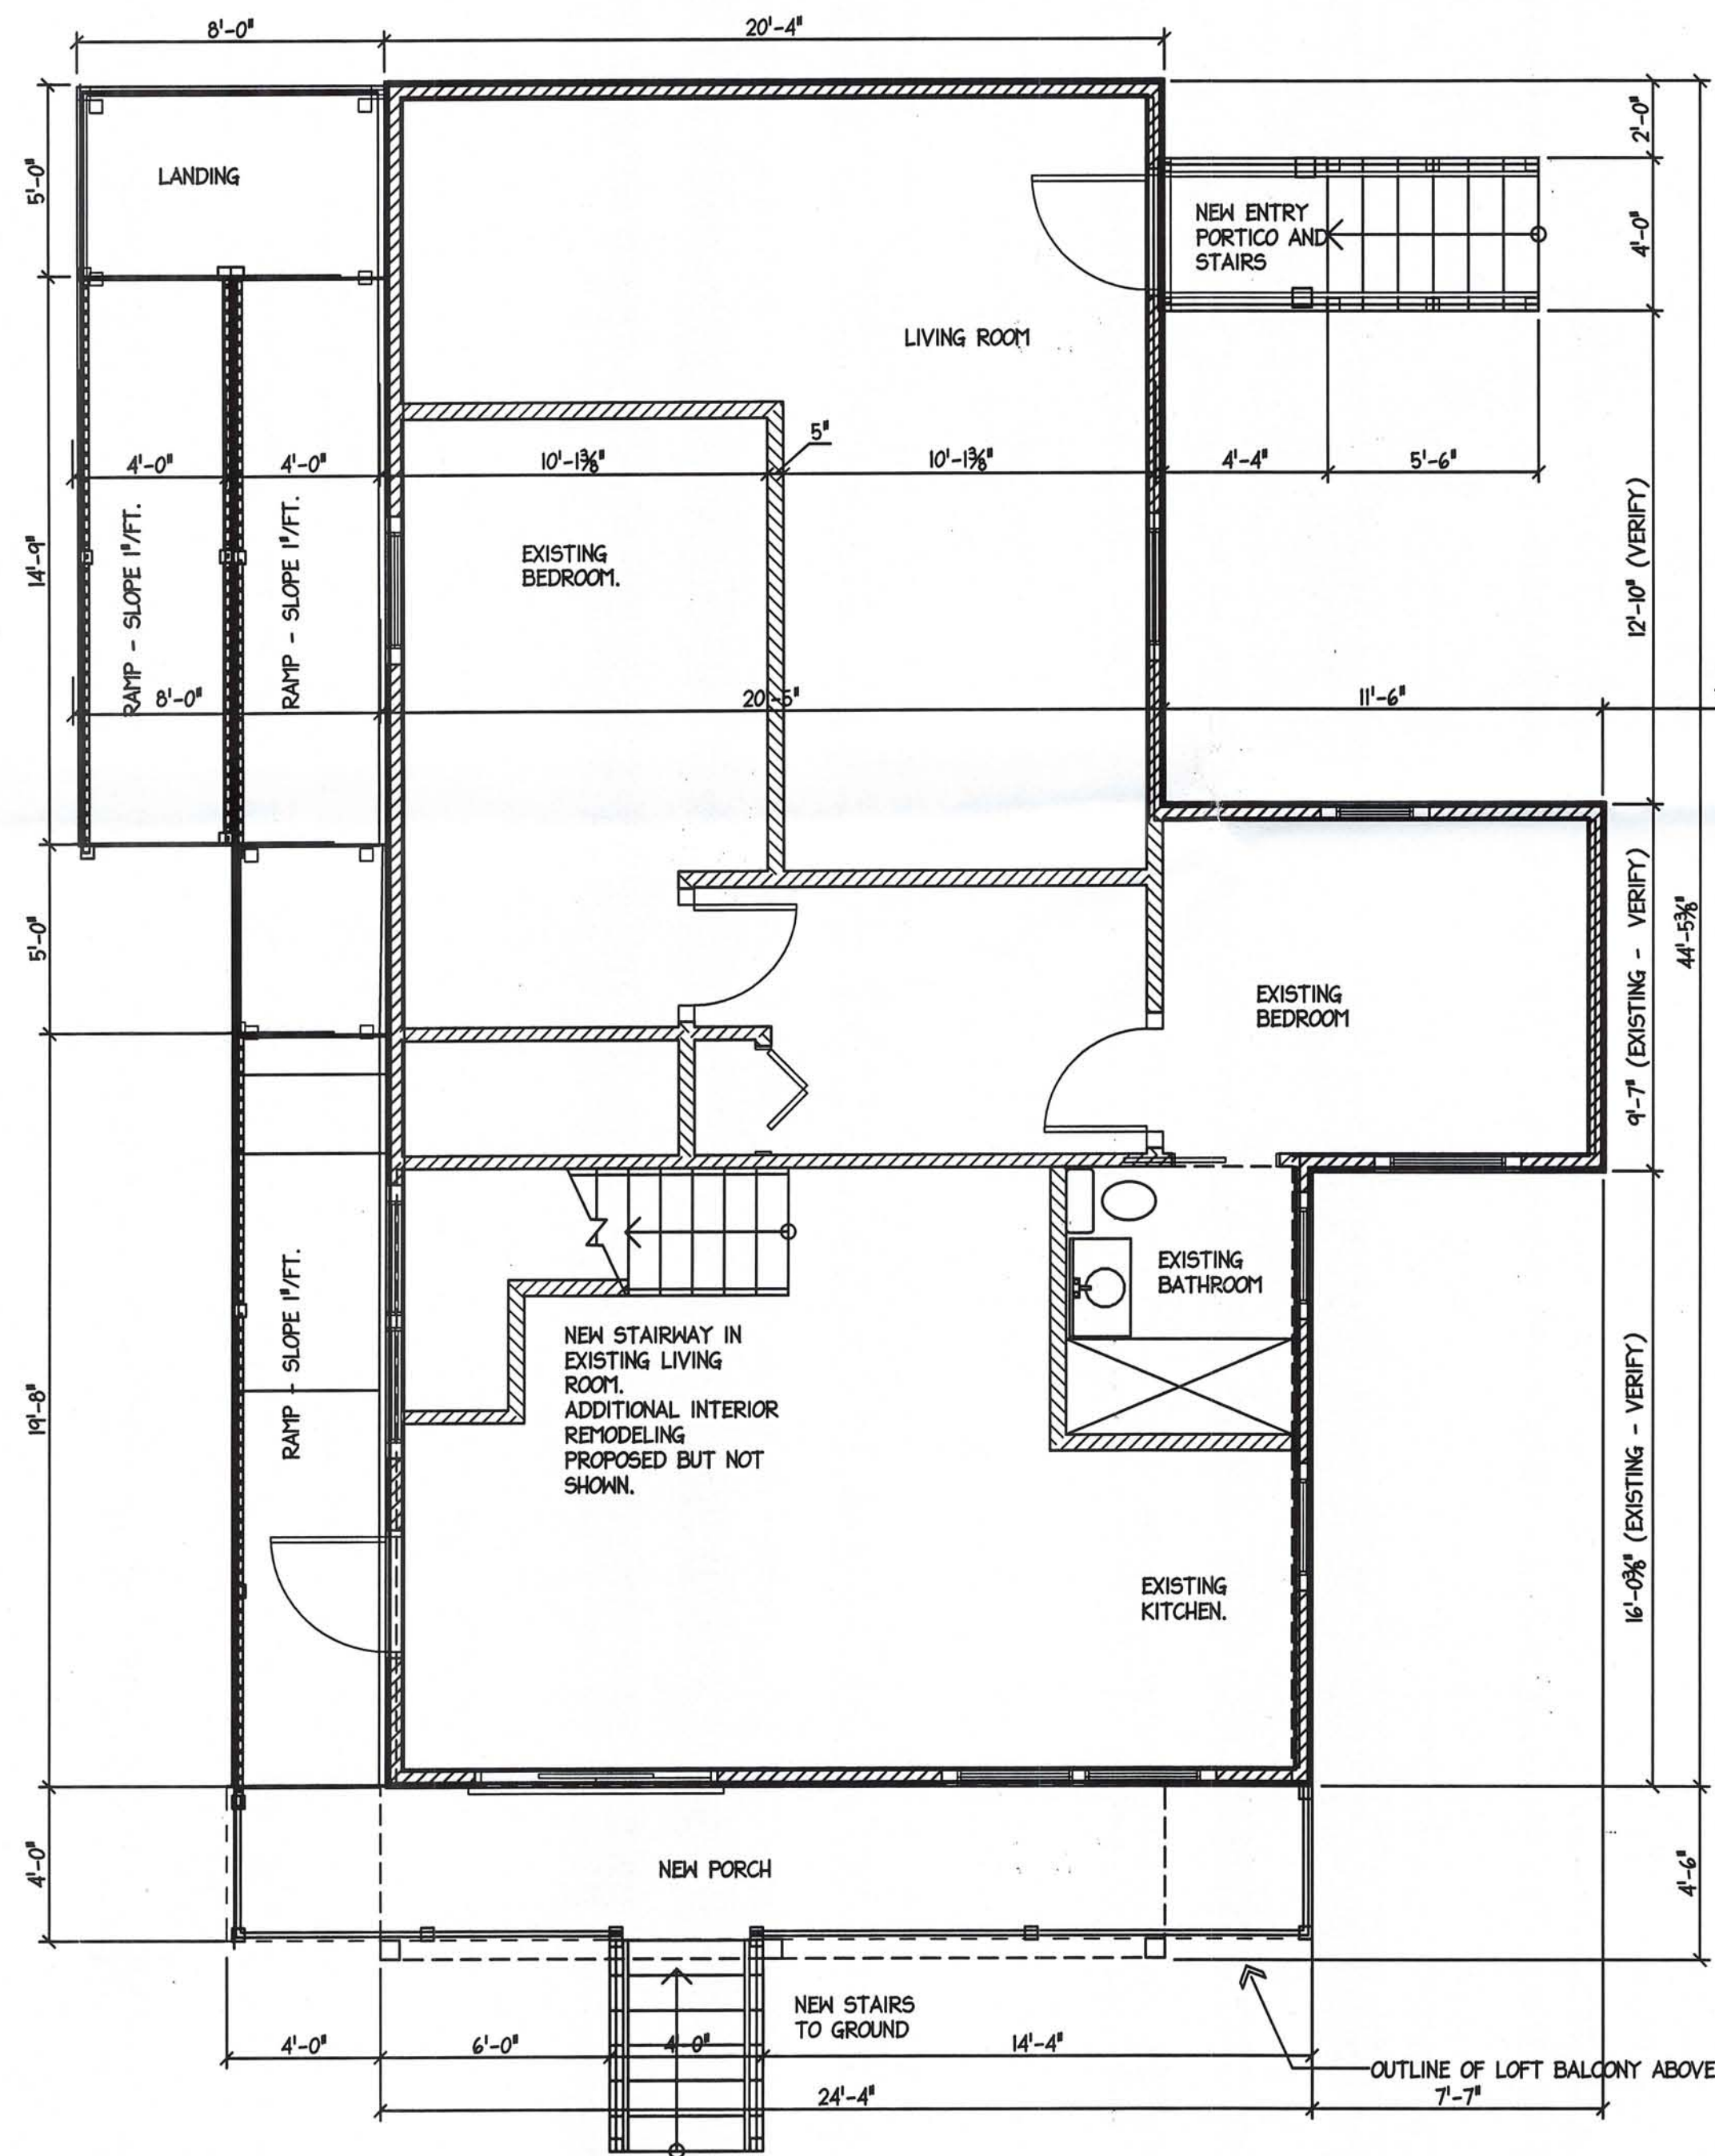 8'-0"
20'-4"
2'-0"
5'-0"
LANDING
NEW ENTRY
PORTICO AND
STAIRS
4'-0"
LIVING ROOM
5"
4'-0"
4'-0"
10'-1⅜"
10'-1⅜"
4'-4"
5'-6"
14'-9"
RAMP - SLOPE 1"/FT.
RAMP - SLOPE 1"/FT.
EXISTING
BEDROOM.
12'-10" (VERIFY)
8'-0"
20'-5"
11'-6"
5'-0"
9'-7" (EXISTING - VERIFY)
44'-5⅜"
EXISTING
BEDROOM
EXISTING
BATHROOM
19'-8"
RAMP - SLOPE 1"/FT.
NEW STAIRWAY IN
EXISTING LIVING
ROOM.
ADDITIONAL INTERIOR
REMODELING
PROPOSED BUT NOT
SHOWN.
16'-0⅜" (EXISTING - VERIFY)
EXISTING
KITCHEN.
4'-0"
NEW PORCH
4'-6"
NEW STAIRS
TO GROUND
4'-0"
6'-0"
4'-0"
14'-4"
OUTLINE OF LOFT BALCONY ABOVE
24'-4"
7'-7"